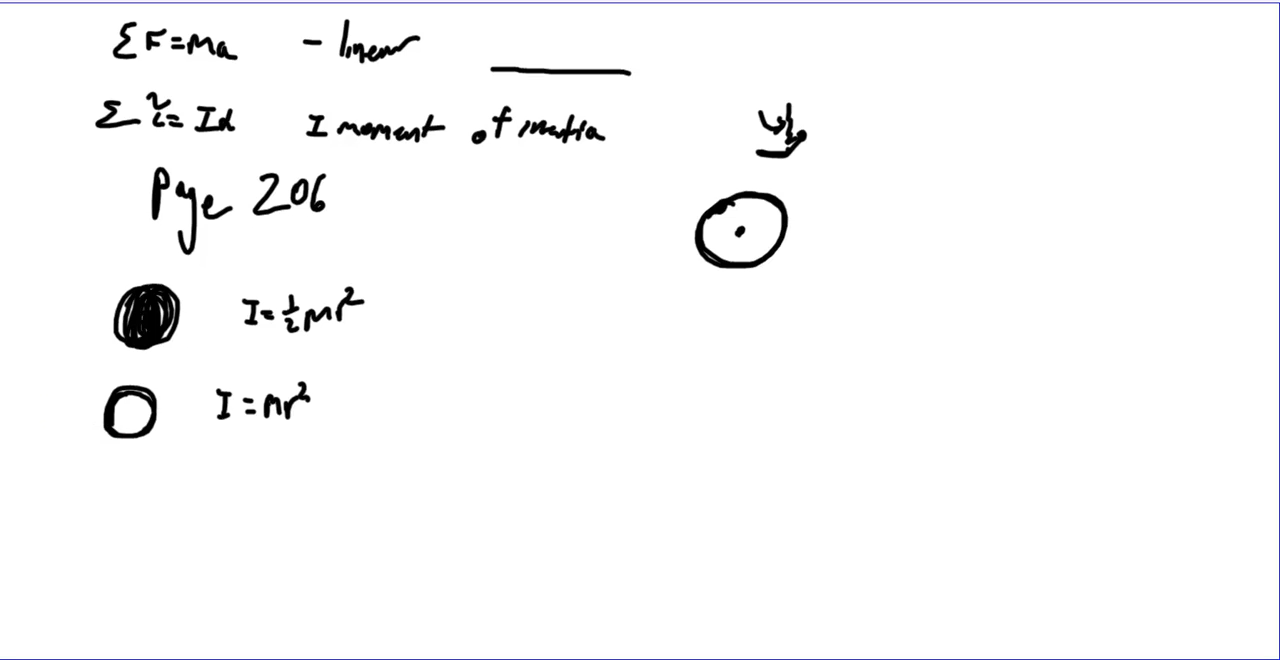 ΣF=ma - linear
Στ=Iα I moment of inertia
Page 206
I=½mr²
I=mr²